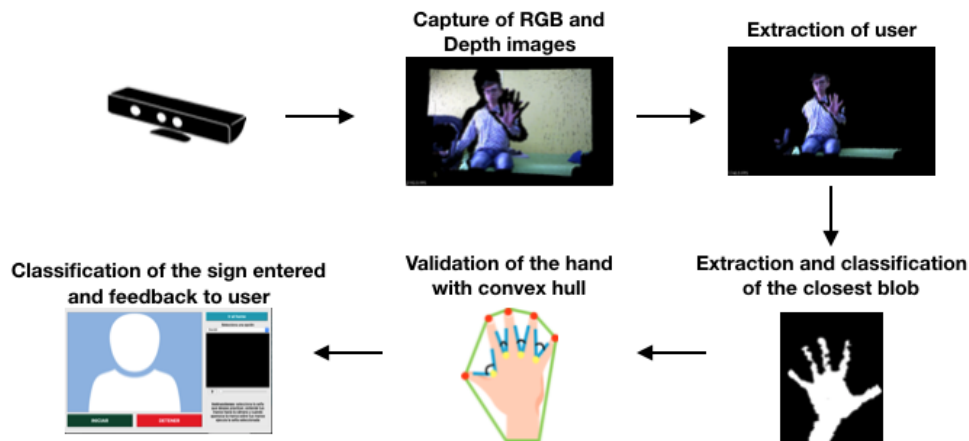 Capture of RGB and
Depth images
Extraction of user
Extraction and classification
of the closest blob
Validation of the hand
with convex hull
Classification of the sign entered
and feedback to user
INICIAR
DETENER